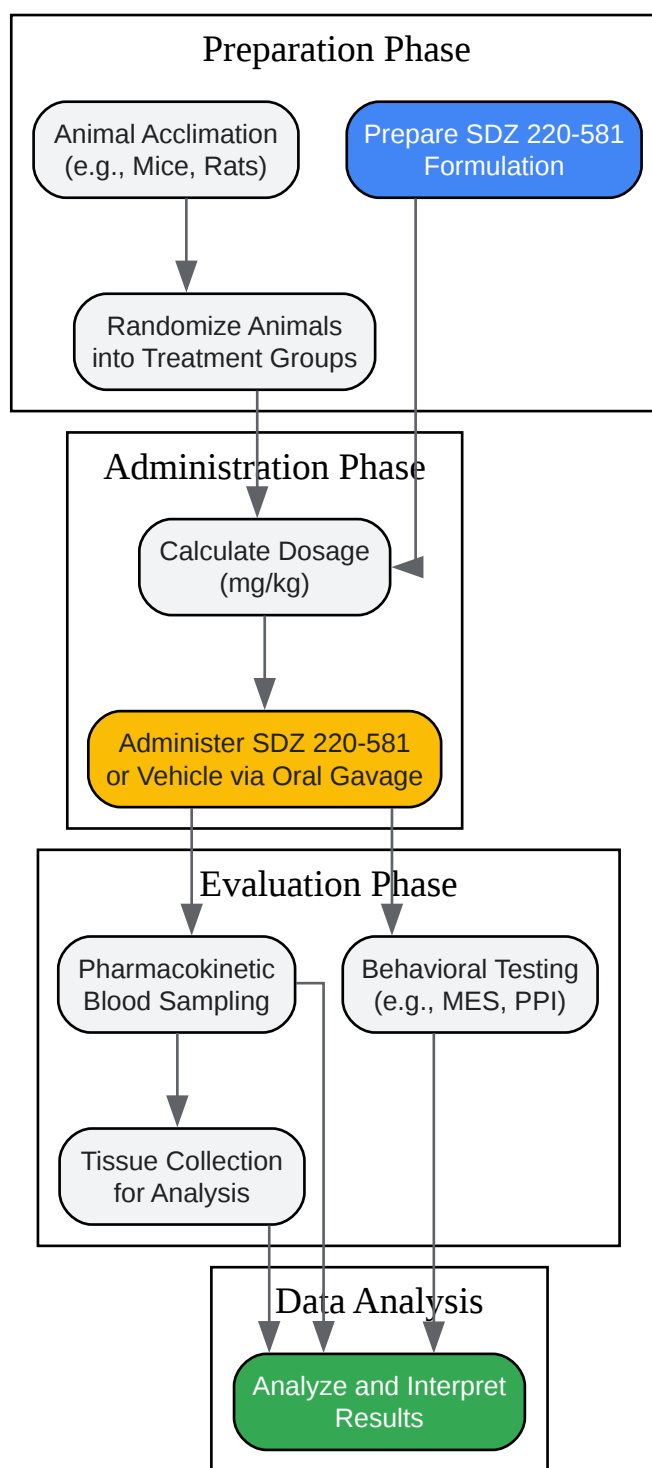 Preparation Phase
Animal Acclimation
(e.g., Mice, Rats)
Prepare SDZ 220-581
Formulation
Randomize Animals
into Treatment Groups
Administration Phase
Calculate Dosage
(mg/kg)
Administer SDZ 220-581
or Vehicle via Oral Gavage
Evaluation Phase
Pharmacokinetic
Blood Sampling
Behavioral Testing
(e.g., MES, PPI)
Tissue Collection
for Analysis
Data Analysis
Analyze and Interpret
Results